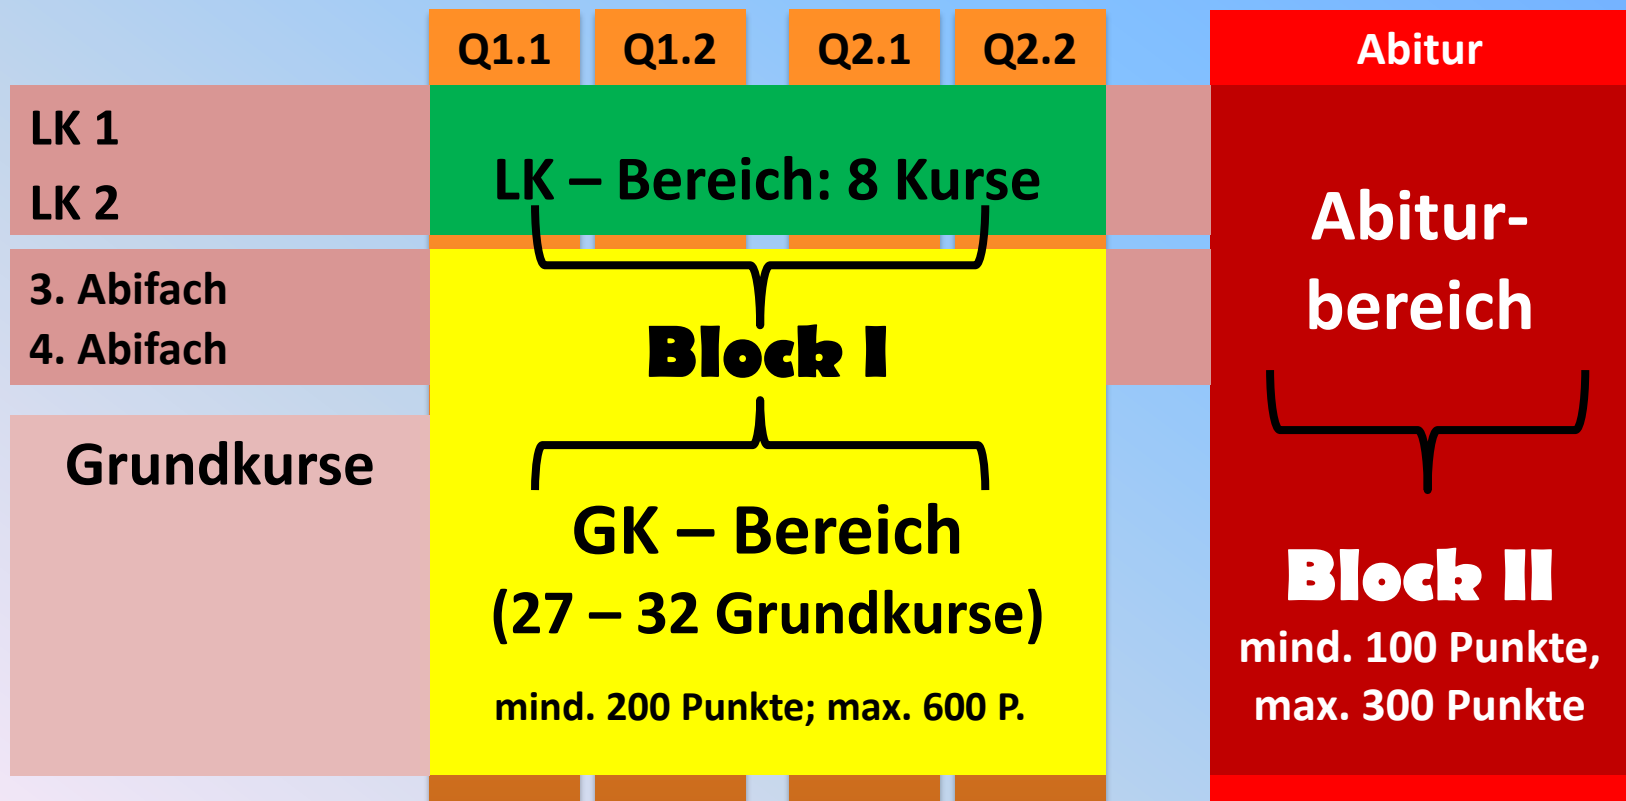 Q1.1 Q1.2 Q2.1 Q2.2 Abitur
LK 1
LK 2
LK – Bereich: 8 Kurse
3. Abifach
4. Abifach
Block I
Grundkurse
GK – Bereich
(27 – 32 Grundkurse)
mind. 200 Punkte; max. 600 P.
Abitur-
bereich
Block II
mind. 100 Punkte,
max. 300 Punkte